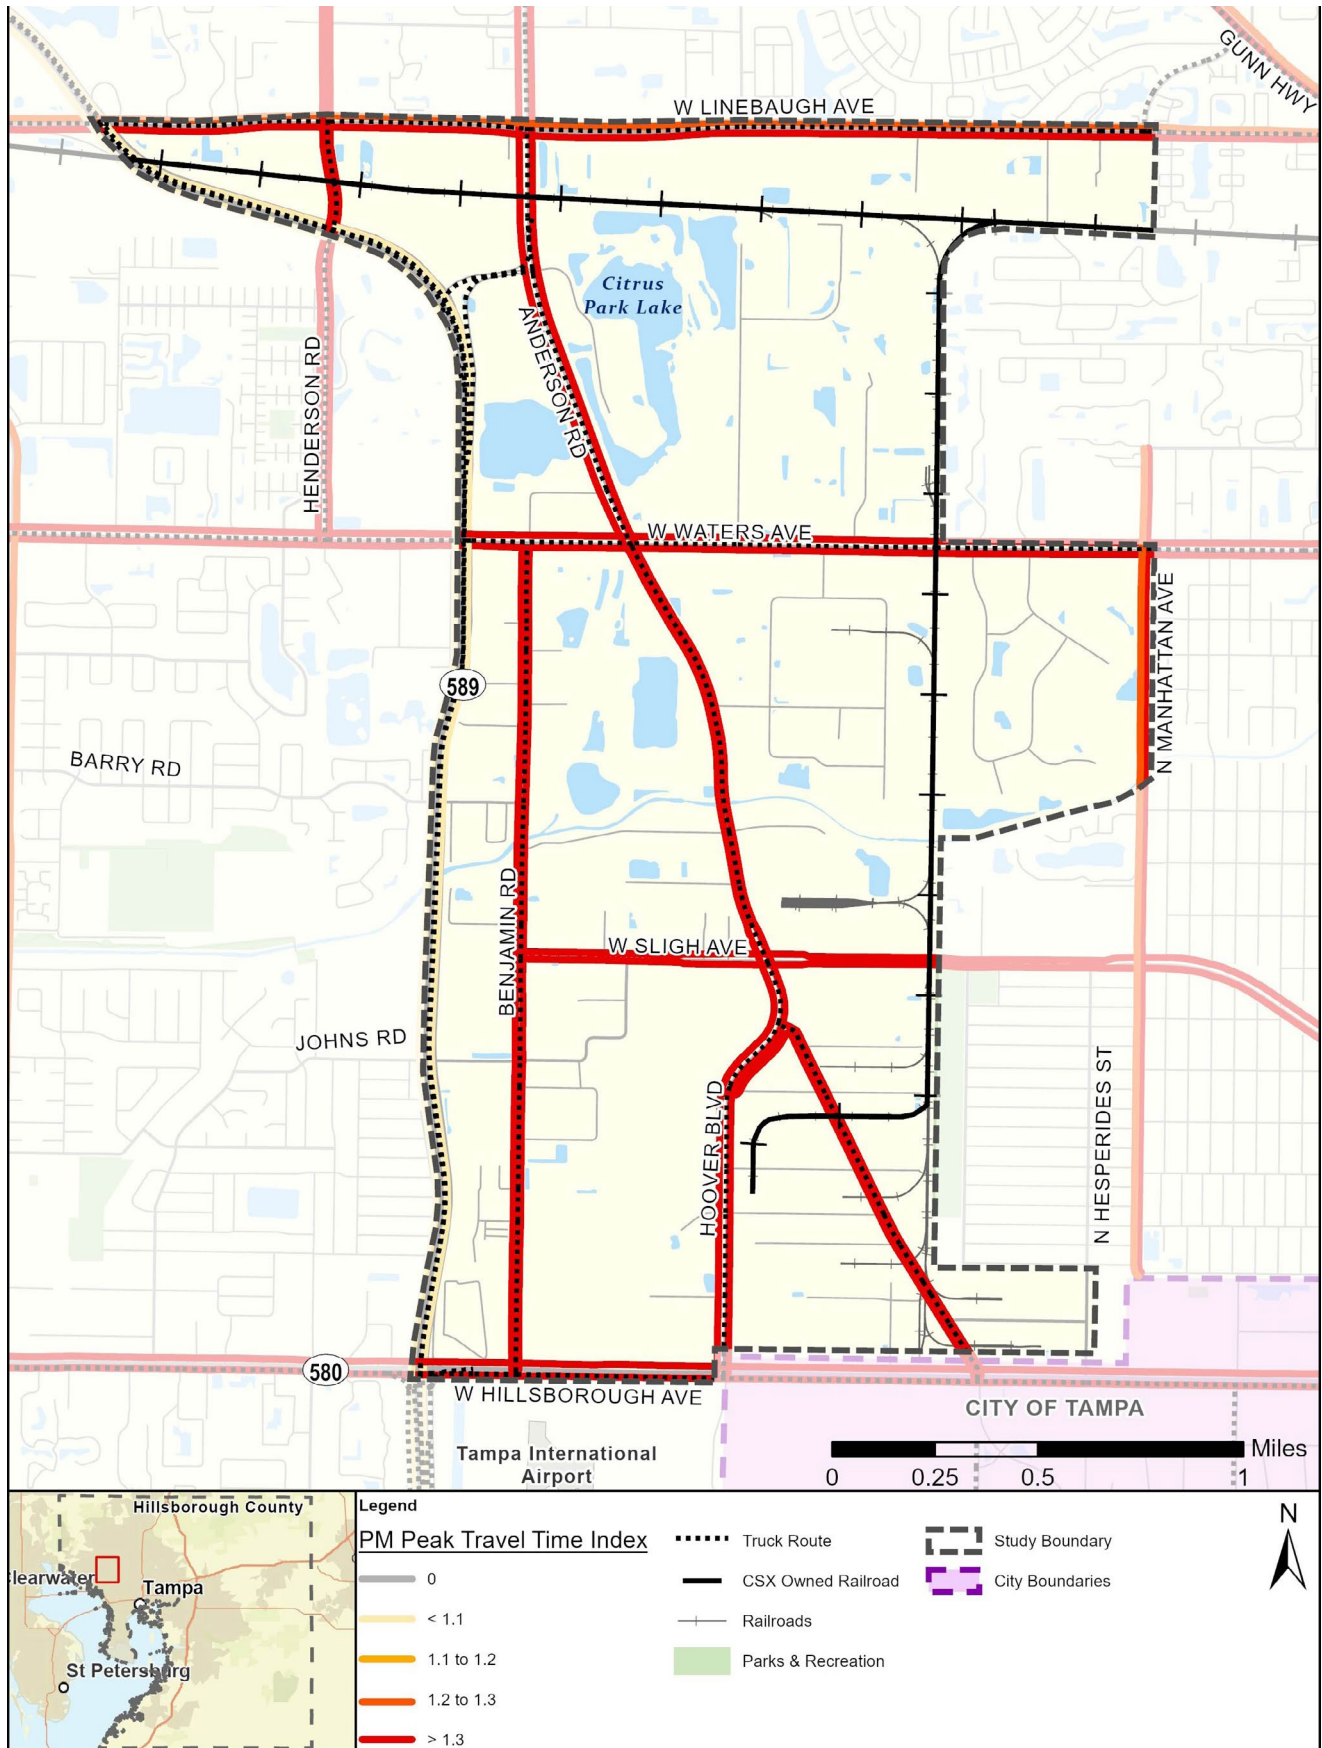 GUNN HWY
W LINEBAUGH AVE
Citrus
Park Lake
ANDERSON RD
HENDERSON RD
W WATERS AVE
N MANHATTAN AVE
589
BARRY RD
BENJAMIN RD
W SLIGH AVE
JOHNS RD
HOOVER BLVD
N HESPERIDES ST
580
W HILLSBOROUGH AVE
CITY OF TAMPA
Tampa International
Airport
Miles
0 0.25 0.5 1
Hillsborough County
learwater
Tampa
St Petersburg
Legend
PM Peak Travel Time Index
0
< 1.1
1.1 to 1.2
1.2 to 1.3
> 1.3
Truck Route
CSX Owned Railroad
Railroads
Parks & Recreation
Study Boundary
City Boundaries
N